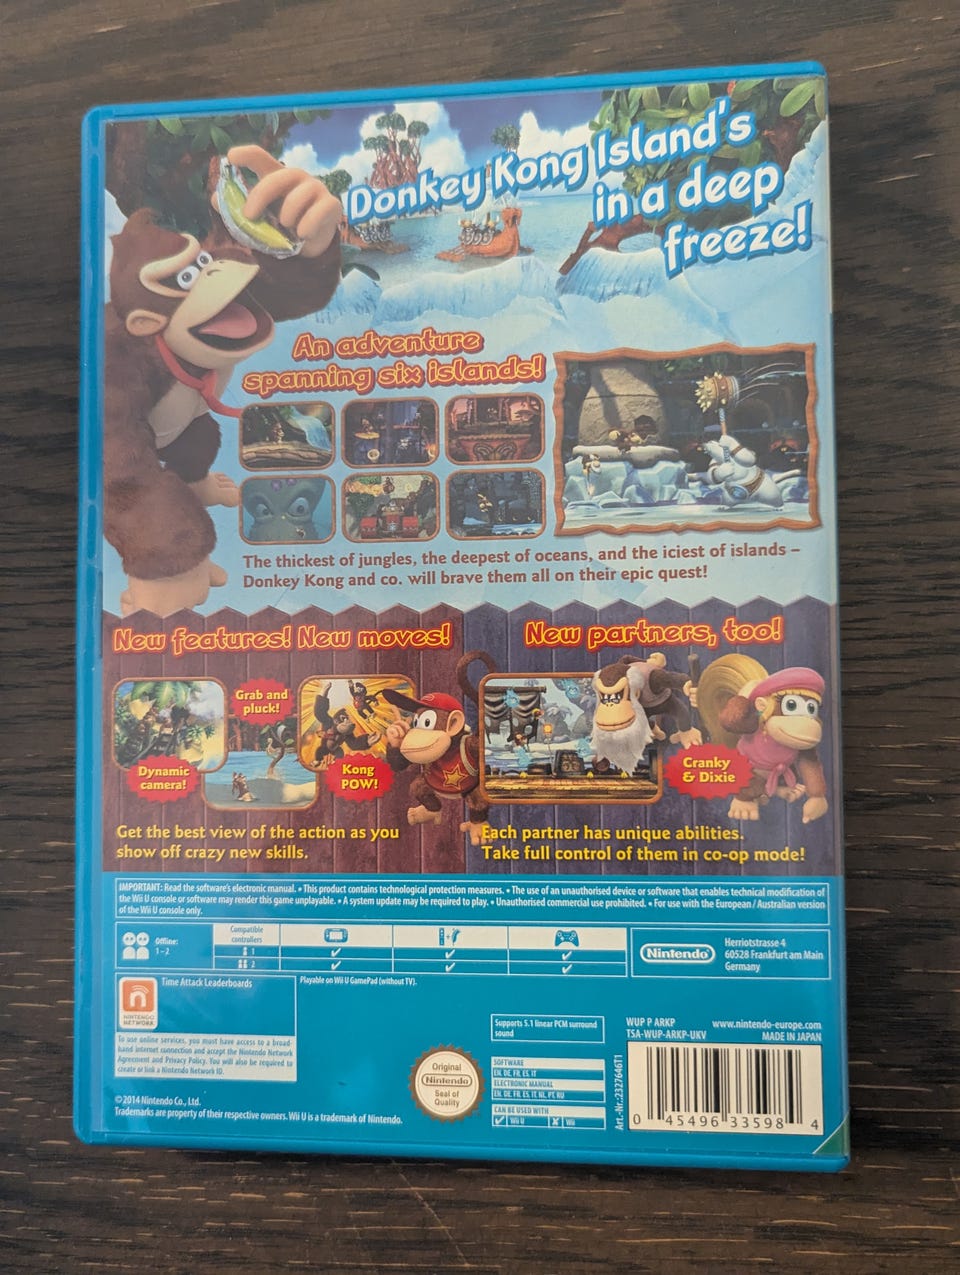 Donkey Kong Island's
in a deep
freeze!
An adventure
spanning six islands!
The thickest of jungles, the deepest of oceans, and the iciest of islands –
Donkey Kong and co. will brave them all on their epic quest!
New features! New moves!
Grab and
pluck!
Dynamic
camera!
Kong
POW!
Get the best view of the action as you
show off crazy new skills.
New partners, too!
Cranky
& Dixie
Each partner has unique abilities.
Take full control of them in co-op mode!
IMPORTANT: Read the software's electronic manual. • This product contains technological protection measures. • The use of an unauthorised device or software that enables technical modification of
the Wii U console or software may render this game unplayable. • A system update may be required to play. • Unauthorised commercial use prohibited. • For use with the European / Australian version
of the Wii U console only.
Offline:
1–2
Compatible
controllers
1
2
Nintendo
Herriotstrasse 4
60528 Frankfurt am Main
Germany
NINTENDO
NETWORK
Time Attack Leaderboards
To use online services, you must have access to a broad-
band internet connection and accept the Nintendo Network
Agreement and Privacy Policy. You will also be required to
create or link a Nintendo Network ID.
Playable on Wii U GamePad (without TV).
©2014 Nintendo Co., Ltd.
Trademarks are property of their respective owners. Wii U is a trademark of Nintendo.
Original
Nintendo
Seal of
Quality
Supports 5.1 linear PCM surround
sound
SOFTWARE
EN, DE, FR, ES, IT
ELECTRONIC MANUAL
EN, DE, FR, ES, IT, NL, PT, RU
CAN BE USED WITH
Wii U
Wii
WUP P ARKP
TSA-WUP-ARKP-UKV
www.nintendo-europe.com
MADE IN JAPAN
Art.-Nr.:2327646T1
0 45496 33598 4